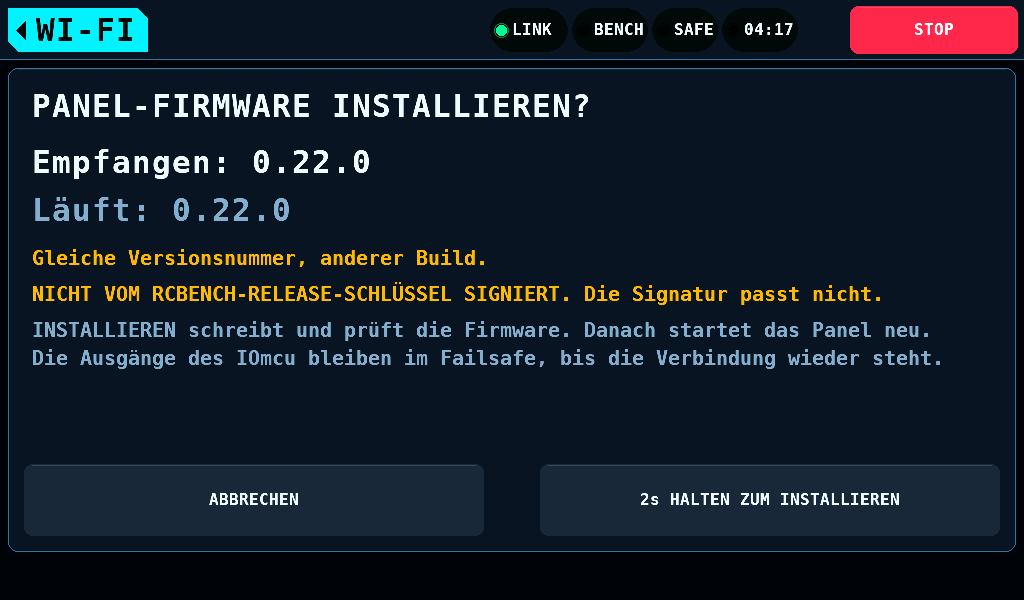 WI-FI
LINK
BENCH
SAFE
04:17
STOP
PANEL-FIRMWARE INSTALLIEREN?
Empfangen: 0.22.0
Läuft: 0.22.0
Gleiche Versionsnummer, anderer Build.
NICHT VOM RCBENCH-RELEASE-SCHLÜSSEL SIGNIERT. Die Signatur passt nicht.
INSTALLIEREN schreibt und prüft die Firmware. Danach startet das Panel neu.
Die Ausgänge des IOmcu bleiben im Failsafe, bis die Verbindung wieder steht.
ABBRECHEN
2s HALTEN ZUM INSTALLIEREN